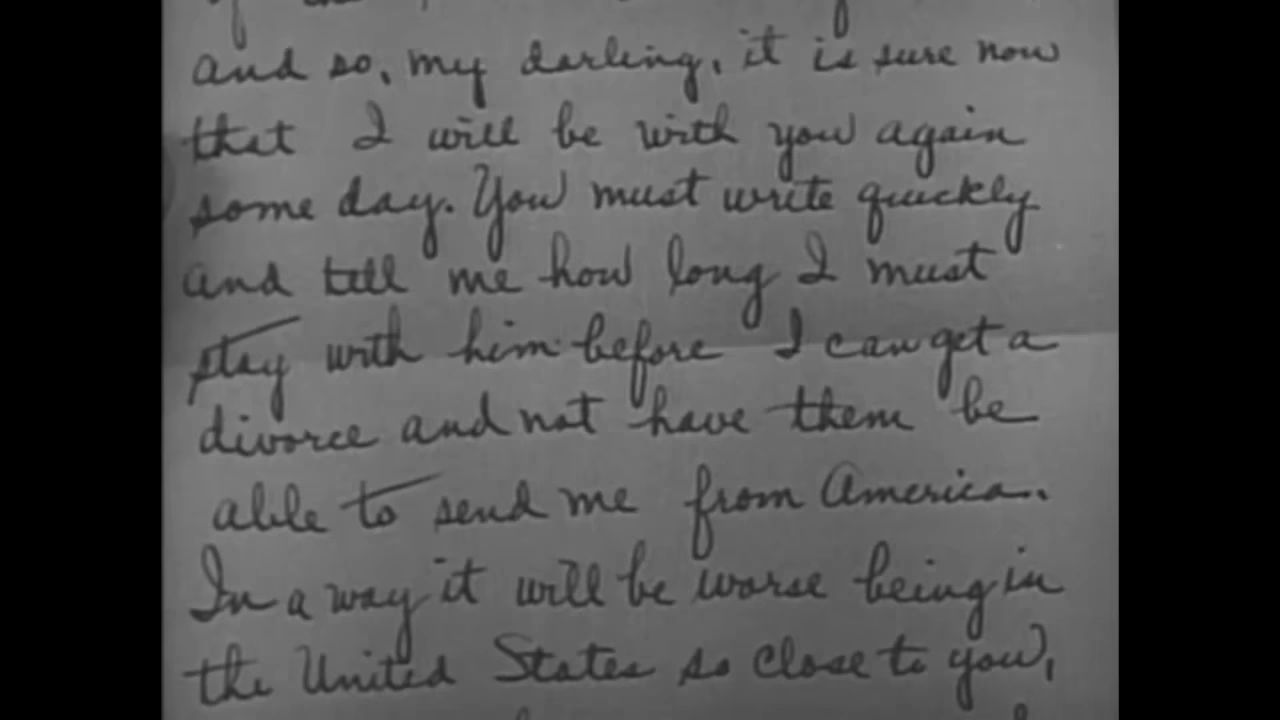 and so, my darling, it is sure now
that I will be with you again
some day. You must write quickly
and tell me how long I must
stay with him before I can get a
divorce and not have them be
able to send me from America.
In a way it will be worse being in
the United States so close to you,